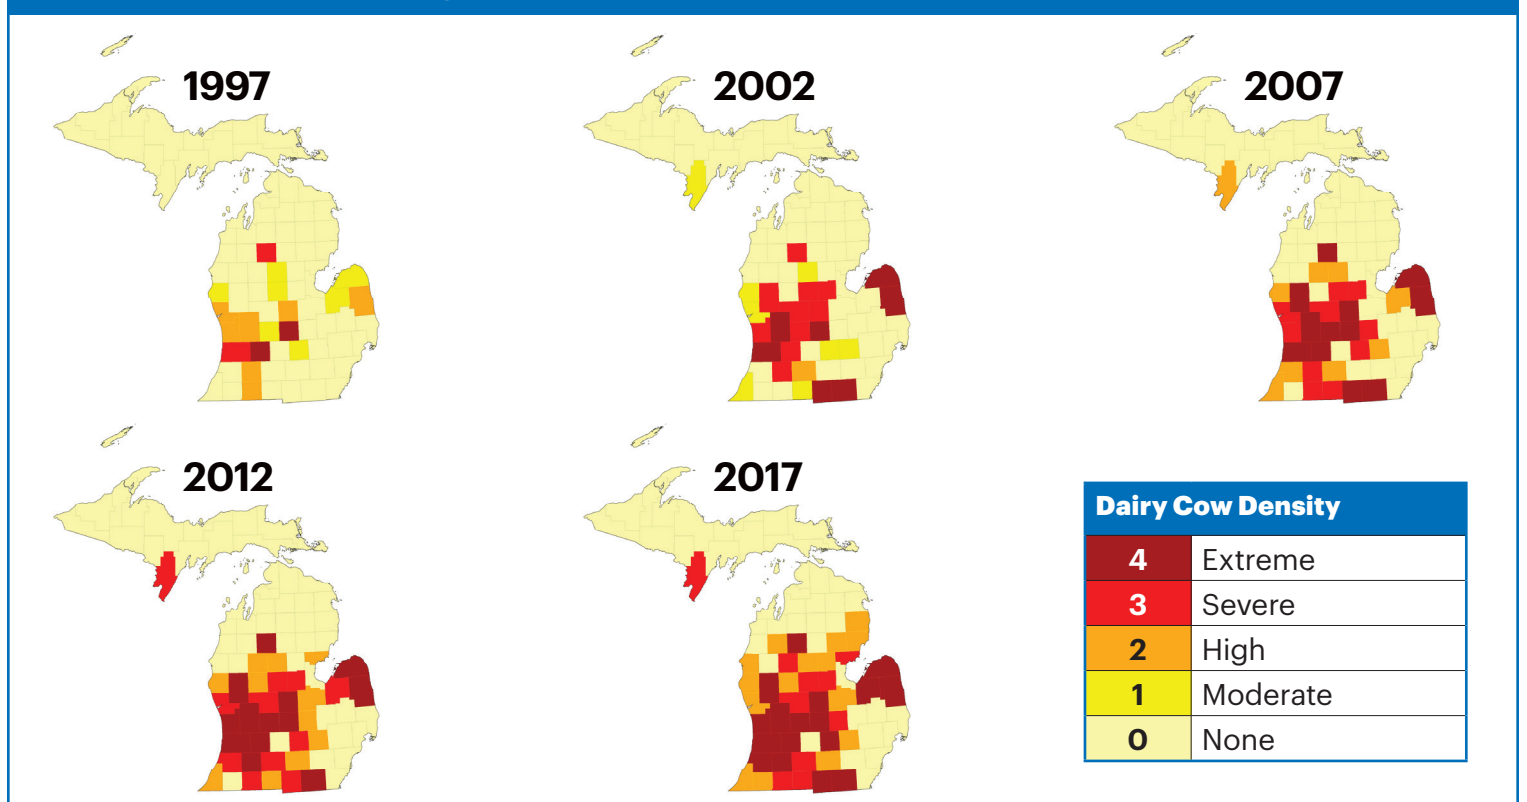 1997
2002
2007
2012
2017
Dairy Cow Density
4 Extreme
3 Severe
2 High
1 Moderate
0 None